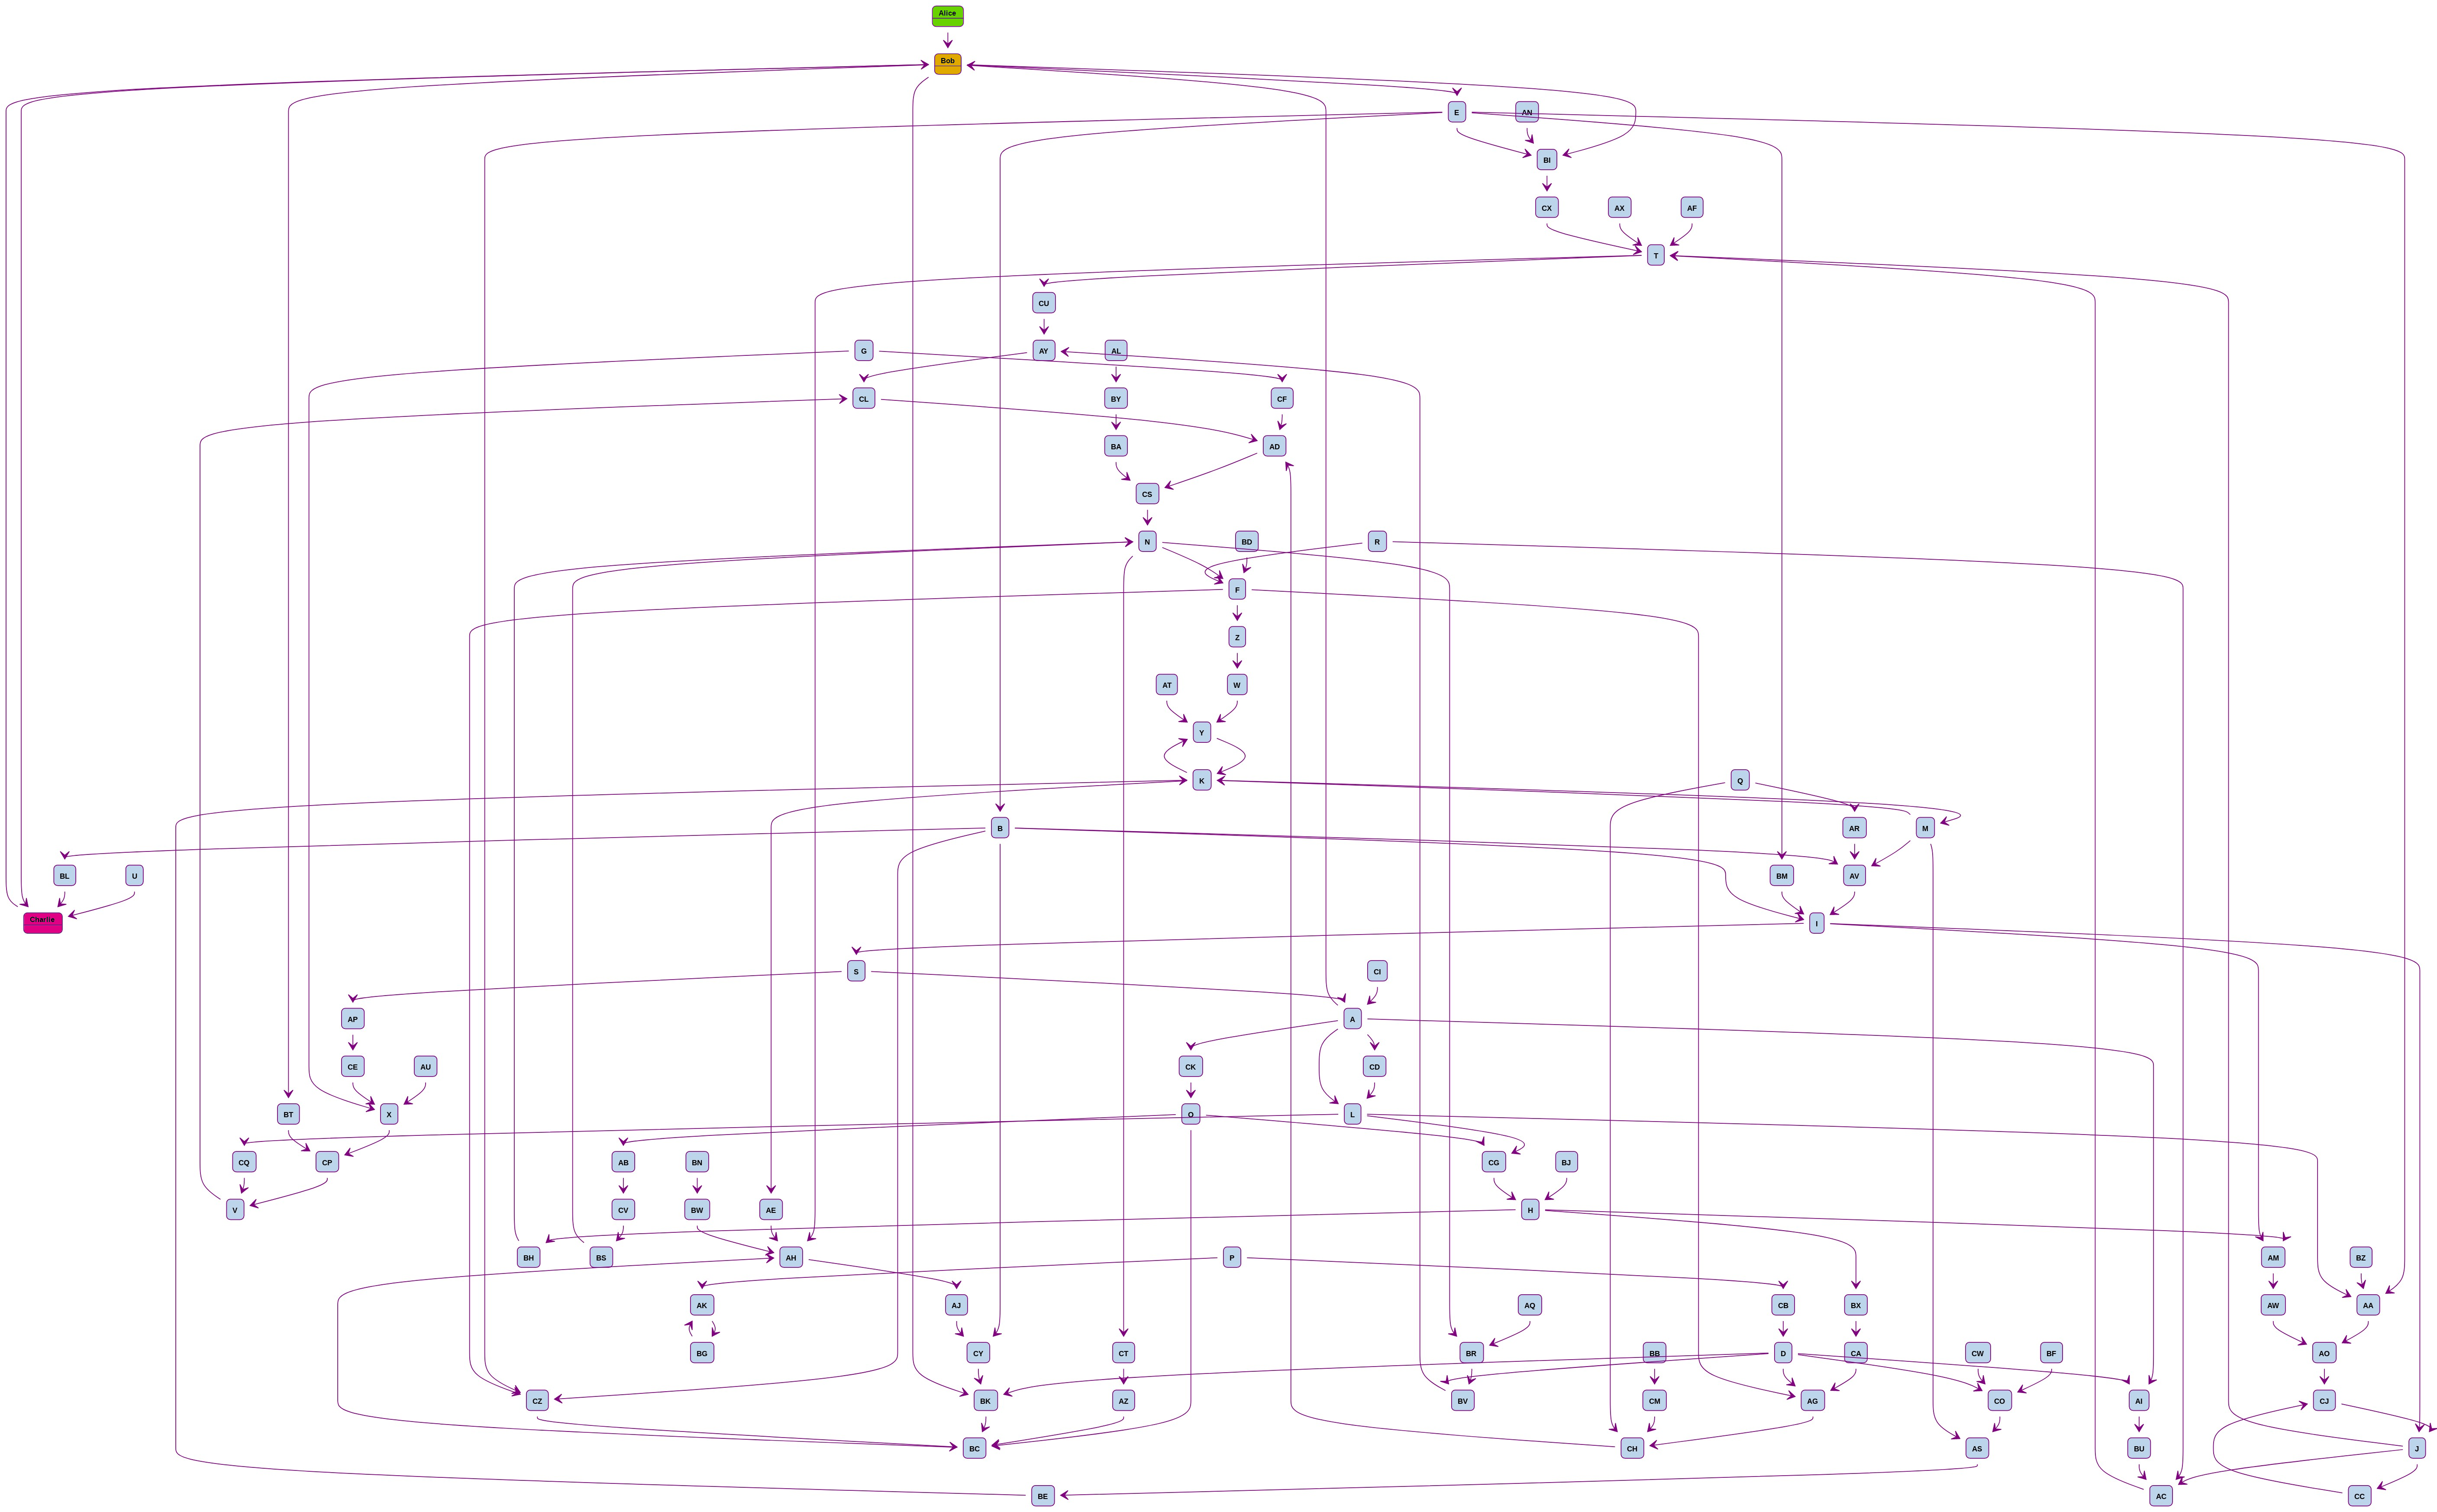 Alice
Bob
E
AN
BI
CX
AX
AF
T
CU
G
AY
AL
CL
BY
CF
BA
AD
CS
N
BD
R
F
Z
AT
W
Y
K
Q
B
AR
M
BL
U
BM
AV
Charlie
I
S
CI
AP
A
CE
AU
CK
CD
BT
X
O
L
CQ
CP
AB
BN
CG
BJ
V
CV
BW
AE
H
BH
BS
AH
P
AM
BZ
AK
AJ
AQ
CB
BX
AW
AA
BG
CY
CT
BR
BB
D
CA
CW
BF
AO
CZ
BK
AZ
BV
CM
AG
CO
AI
CJ
BC
CH
AS
BU
J
BE
AC
CC